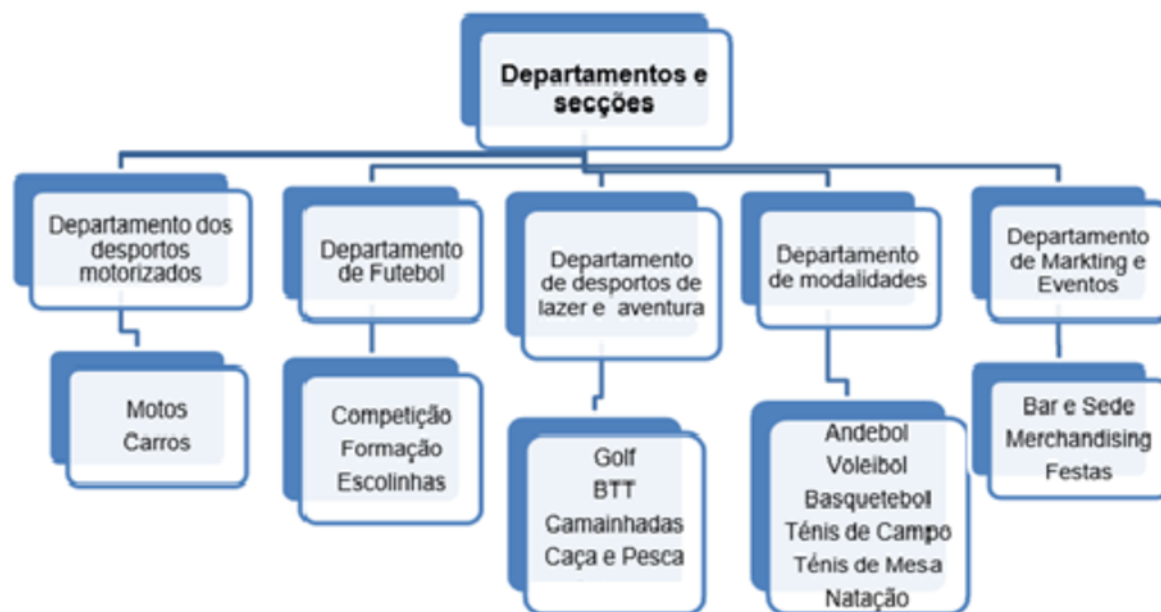 Departamentos e
secções
Departamento dos
desportos
motorizados
Departamento
de Futebol
Departamento
de desportos de
lazer e aventura
Departamento
de modalidades
Departamento
de Markting e
Eventos
Motos
Carros
Competição
Formação
Escolinhas
Golf
BTT
Camainhadas
Caça e Pesca
Andebol
Voleibol
Basquetebol
Ténis de Campo
Ténis de Mesa
Natação
Bar e Sede
Merchandising
Festas